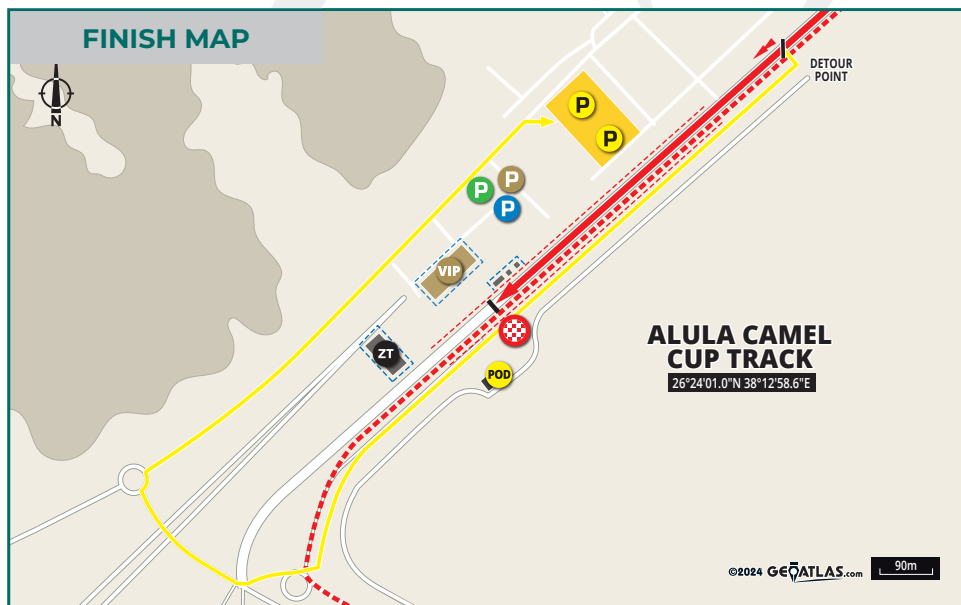 FINISH MAP
N
DETOUR
POINT
P
P
P
P
P
VIP
ZT
POD
ALULA CAMEL
CUP TRACK
26°24'01.0"N 38°12'58.6"E
©2024 GEOATLAS.com
90m